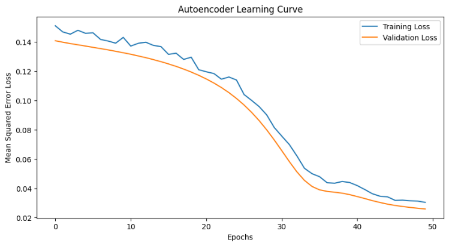 Autoencoder Learning Curve
Training Loss
Validation Loss
Mean Squared Error Loss
0.14
0.12
0.10
0.08
0.06
0.04
0.02
0
10
20
30
40
50
Epochs